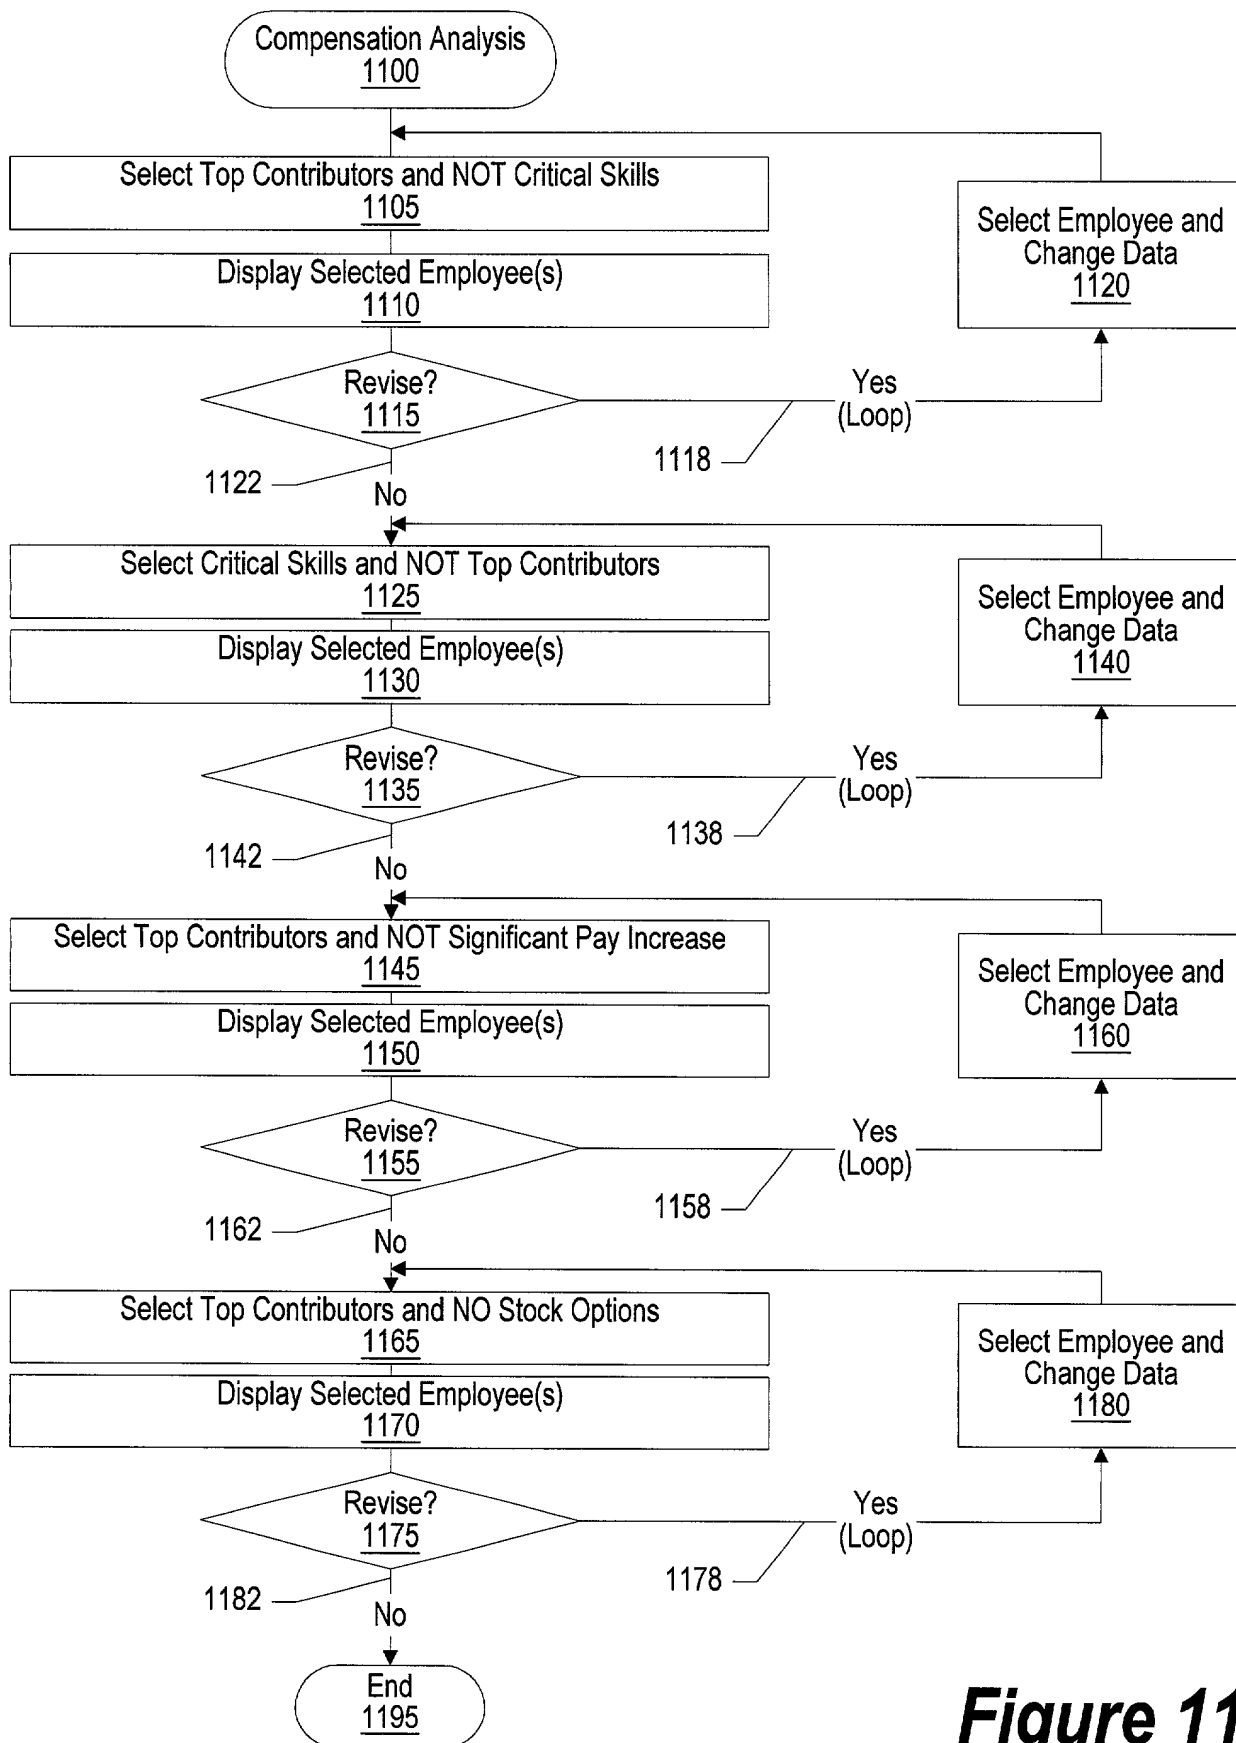 Compensation Analysis
1100
Select Top Contributors and NOT Critical Skills
1105
Select Employee and
Change Data
1120
Display Selected Employee(s)
1110
Revise?
1115
Yes
(Loop)
1118
1122
No
Select Critical Skills and NOT Top Contributors
1125
Select Employee and
Change Data
1140
Display Selected Employee(s)
1130
Revise?
1135
Yes
(Loop)
1138
1142
No
Select Top Contributors and NOT Significant Pay Increase
1145
Select Employee and
Change Data
1160
Display Selected Employee(s)
1150
Revise?
1155
Yes
(Loop)
1158
1162
No
Select Top Contributors and NO Stock Options
1165
Select Employee and
Change Data
1180
Display Selected Employee(s)
1170
Revise?
1175
Yes
(Loop)
1178
1182
No
End
1195
Figure 11